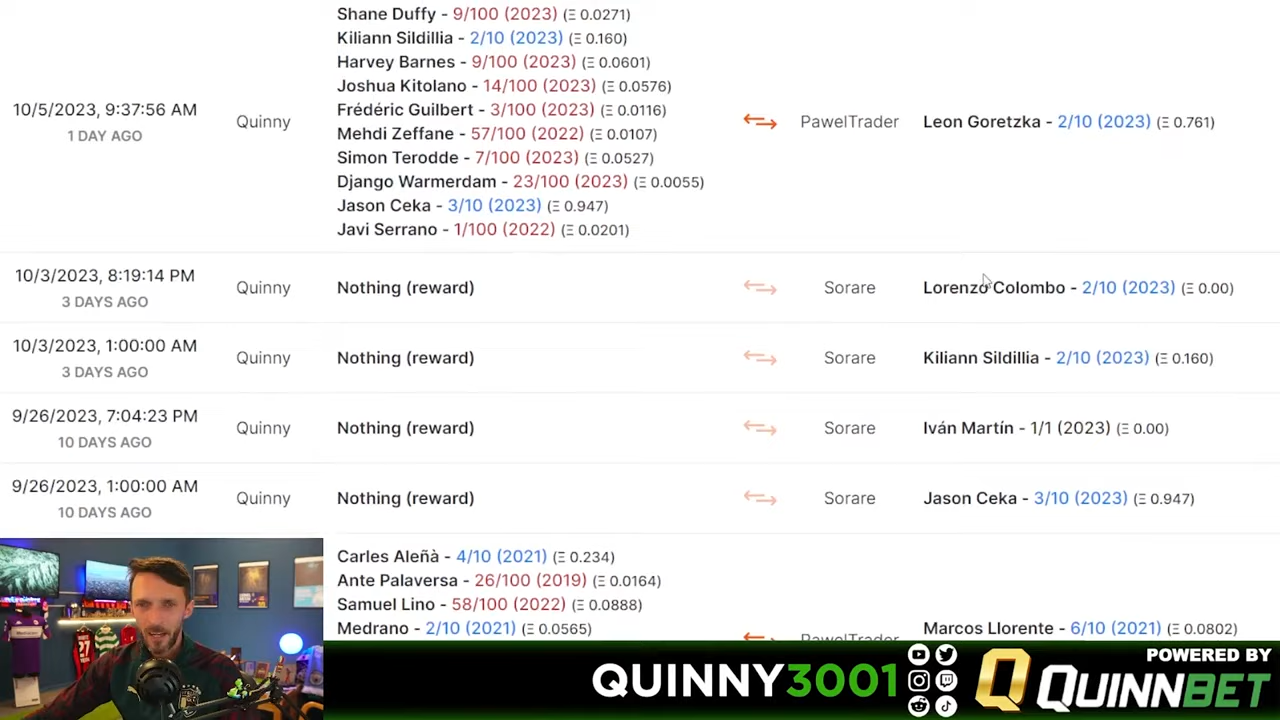 Shane Duffy - 9/100 (2023) (Ξ 0.0271)
Kiliann Sildillia - 2/10 (2023) (Ξ 0.160)
Harvey Barnes - 9/100 (2023) (Ξ 0.0601)
Joshua Kitolano - 14/100 (2023) (Ξ 0.0576)
10/5/2023, 9:37:56 AM
1 DAY AGO
Quinny
Frédéric Guilbert - 3/100 (2023) (Ξ 0.0116)
Mehdi Zeffane - 57/100 (2022) (Ξ 0.0107)
PawelTrader
Leon Goretzka - 2/10 (2023) (Ξ 0.761)
Simon Terodde - 7/100 (2023) (Ξ 0.0527)
Django Warmerdam - 23/100 (2023) (Ξ 0.0055)
Jason Ceka - 3/10 (2023) (Ξ 0.947)
Javi Serrano - 1/100 (2022) (Ξ 0.0201)
10/3/2023, 8:19:14 PM
3 DAYS AGO
Quinny
Nothing (reward)
Sorare
Lorenzo Colombo - 2/10 (2023) (Ξ 0.00)
10/3/2023, 1:00:00 AM
3 DAYS AGO
Quinny
Nothing (reward)
Sorare
Kiliann Sildillia - 2/10 (2023) (Ξ 0.160)
9/26/2023, 7:04:23 PM
10 DAYS AGO
Quinny
Nothing (reward)
Sorare
Iván Martín - 1/1 (2023) (Ξ 0.00)
9/26/2023, 1:00:00 AM
10 DAYS AGO
Quinny
Nothing (reward)
Sorare
Jason Ceka - 3/10 (2023) (Ξ 0.947)
Carles Aleñà - 4/10 (2021) (Ξ 0.234)
Ante Palaversa - 26/100 (2019) (Ξ 0.0164)
Samuel Lino - 58/100 (2022) (Ξ 0.0888)
Medrano - 2/10 (2021) (Ξ 0.0565)
PawelTrader
Marcos Llorente - 6/10 (2021) (Ξ 0.0802)
QUINNY3001
POWERED BY
QUINNBET